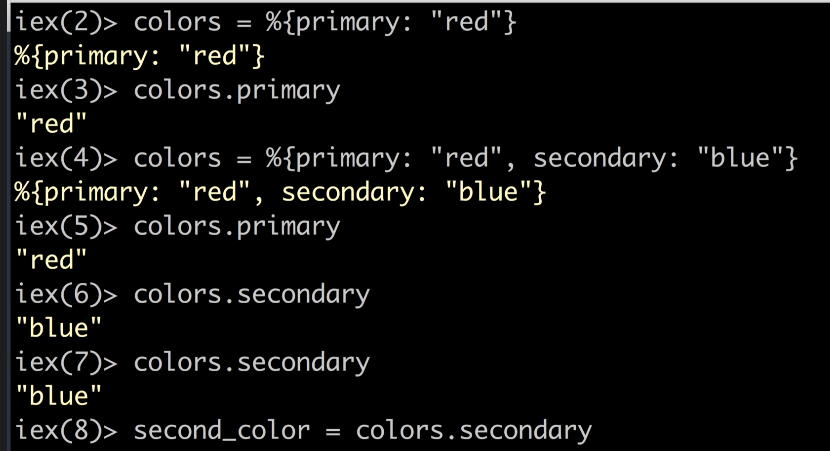 iex(2)> colors = %{primary: "red"}
%{primary: "red"}
iex(3)> colors.primary
"red"
iex(4)> colors = %{primary: "red", secondary: "blue"}
%{primary: "red", secondary: "blue"}
iex(5)> colors.primary
"red"
iex(6)> colors.secondary
"blue"
iex(7)> colors.secondary
"blue"
iex(8)> second_color = colors.secondary